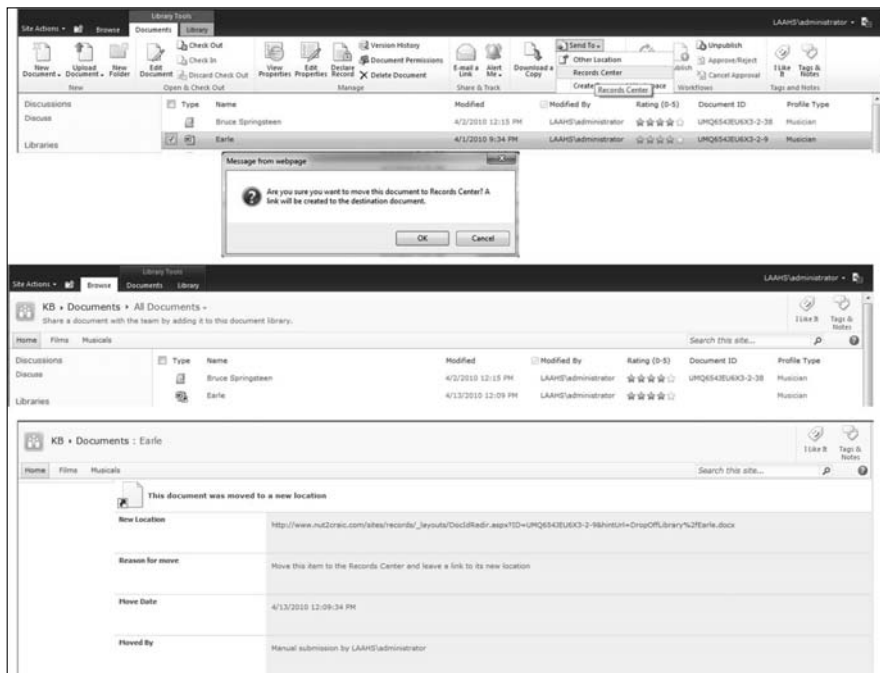 Library Tools
Site Actions Browse Documents Library LAAHS\administrator
New Document Upload Document New Folder Edit Document Check Out Check In Discard Check Out View Properties Edit Properties Declare Record Version History Document Permissions Delete Document E-mail a Link Alert Me Download a Copy Send To Other Location Records Center Records Center Unpublish Approve/Reject Cancel Approval I Like It Tags & Notes
New Open & Check Out Manage Share & Track Workflows Tags and Notes
Discussions Type Name Modified Modified By Rating (0-5) Document ID Profile Type
Discuss Bruce Springsteen 4/2/2010 12:15 PM LAAHS\administrator UMQ6543EU6X3-2-38 Musician
Libraries Earle 4/1/2010 9:34 PM LAAHS\administrator UMQ6543EU6X3-2-9 Musician
Message from webpage
Are you sure you want to move this document to Records Center? A
link will be created to the destination document.
OK Cancel
Library Tools
Site Actions Browse Documents Library LAAHS\administrator
KB Documents All Documents
Share a document with the team by adding it to this document library.
I Like It Tags & Notes
Home Films Musicals Search this site...
Discussions Type Name Modified Modified By Rating (0-5) Document ID Profile Type
Discuss Bruce Springsteen 4/2/2010 12:15 PM LAAHS\administrator UMQ6543EU6X3-2-38 Musician
Libraries Earle 4/13/2010 12:09 PM LAAHS\administrator Musician
KB Documents : Earle
I Like It Tags & Notes
Home Films Musicals Search this site...
This document was moved to a new location
New Location http://www.nut2craic.com/sites/records/_layouts/DocIdRedir.aspx?ID=UMQ6543EU6X3-2-9&hintUrl=DropOffLibrary%2fEarle.docx
Reason for move Move this item to the Records Center and leave a link to its new location
Move Date 4/13/2010 12:09:34 PM
Moved By Manual submission by LAAHS\administrator